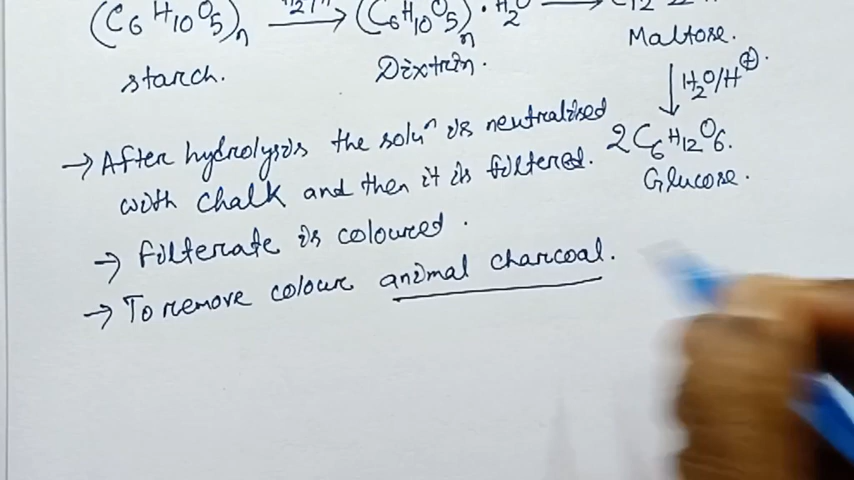 (C6H10O5)n ⟶ (C6H10O5)n · H2O ⟶
starch. Dextrin. Maltose.
↓ H2O/H⊕.
→ After hydrolysis the soluⁿ is neutralised
2C6H12O6.
with chalk and then it is filtered.
Glucose.
→ filterate is coloured.
→ To remove colour animal charcoal.